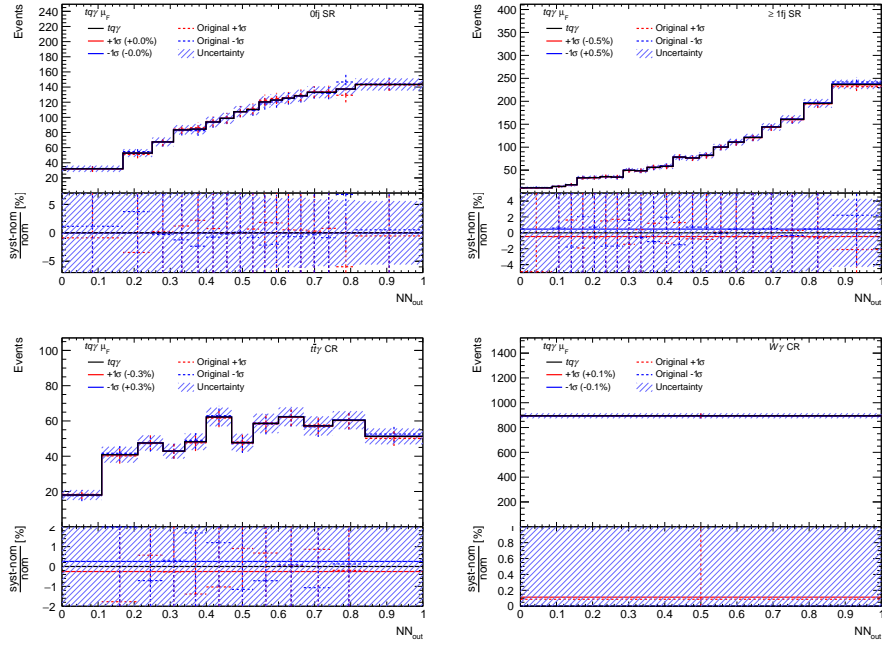 Events
tqγ μF
0fj SR
tqγ
Original +1σ
+1σ (+0.0%)
Original -1σ
-1σ (-0.0%)
Uncertainty
240
220
200
180
160
140
120
100
80
60
40
20
syst-nom
nom
[%]
5
0
−5
0 0.1 0.2 0.3 0.4 0.5 0.6 0.7 0.8 0.9 1
NNout
Events
tqγ μF
≥ 1fj SR
tqγ
Original +1σ
+1σ (-0.5%)
Original -1σ
-1σ (+0.5%)
Uncertainty
350
300
250
200
150
100
50
syst-nom
nom
[%]
4
2
0
−2
−4
0 0.1 0.2 0.3 0.4 0.5 0.6 0.7 0.8 0.9 1
NNout
Events
tqγ μF
tt̄γ CR
tqγ
Original +1σ
+1σ (-0.3%)
Original -1σ
-1σ (+0.3%)
Uncertainty
100
80
60
40
20
syst-nom
nom
[%]
2
1
0
−1
−2
0 0.1 0.2 0.3 0.4 0.5 0.6 0.7 0.8 0.9 1
NNout
Events
tqγ μF
Wγ CR
tqγ
Original +1σ
+1σ (+0.1%)
Original -1σ
-1σ (-0.1%)
Uncertainty
1400
1200
1000
800
600
400
200
syst-nom
nom
[%]
1
0.8
0.6
0.4
0.2
0
0 0.1 0.2 0.3 0.4 0.5 0.6 0.7 0.8 0.9 1
NNout